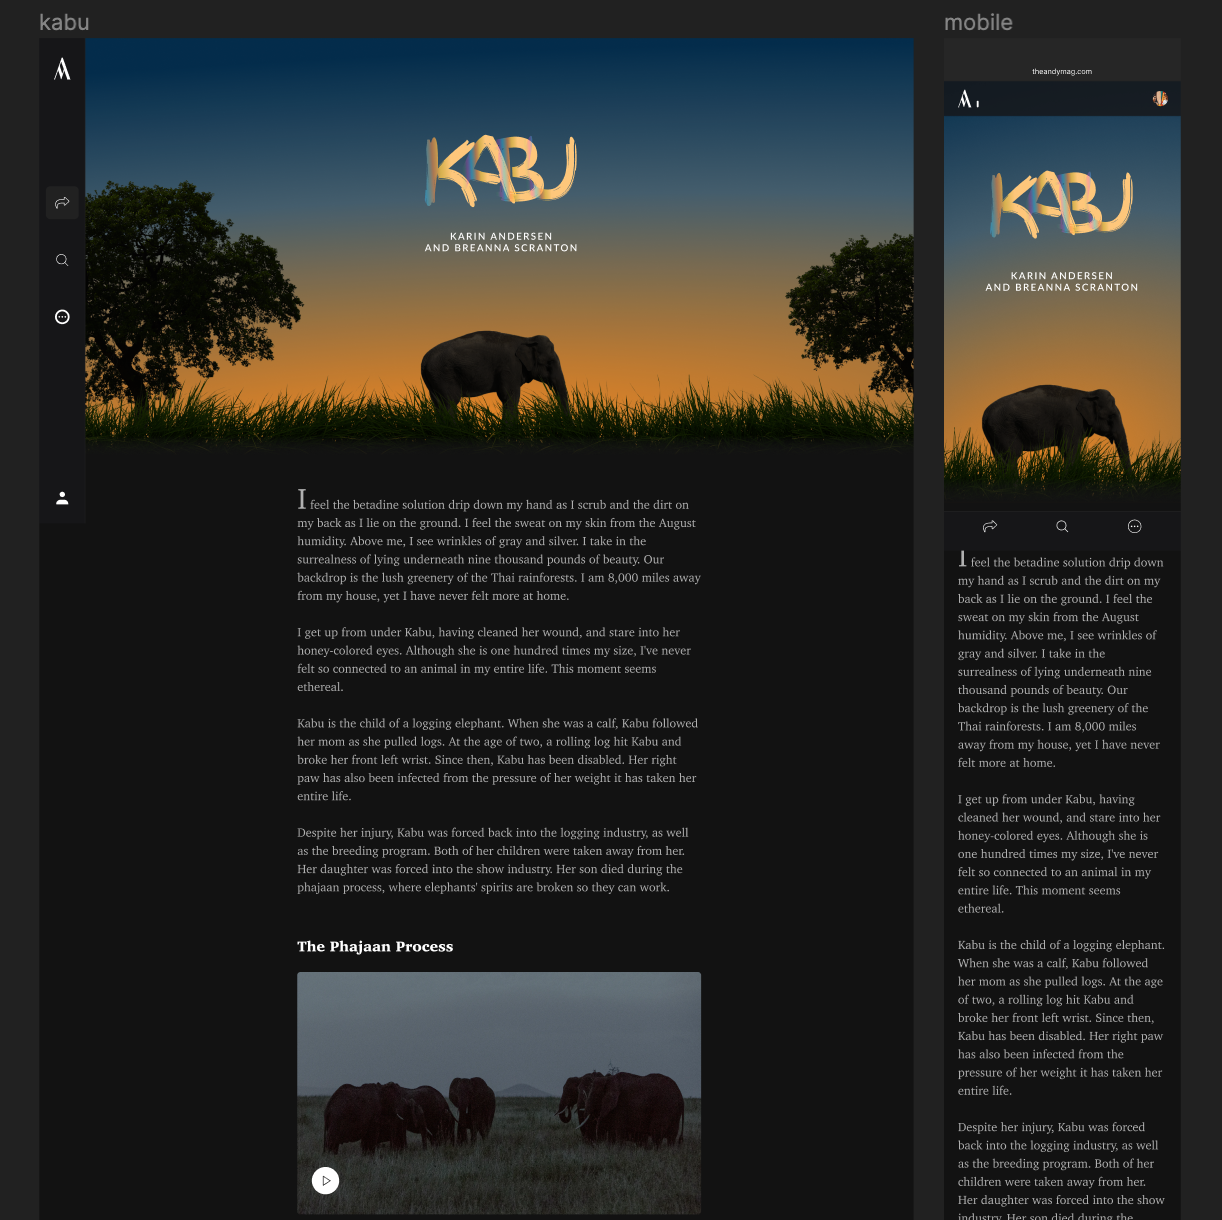 kabu
KABU
KARIN ANDERSEN
AND BREANNA SCRANTON
I feel the betadine solution drip down my hand as I scrub and the dirt on
my back as I lie on the ground. I feel the sweat on my skin from the August
humidity. Above me, I see wrinkles of gray and silver. I take in the
surrealness of lying underneath nine thousand pounds of beauty. Our
backdrop is the lush greenery of the Thai rainforests. I am 8,000 miles away
from my house, yet I have never felt more at home.
I get up from under Kabu, having cleaned her wound, and stare into her
honey-colored eyes. Although she is one hundred times my size, I've never
felt so connected to an animal in my entire life. This moment seems
ethereal.
Kabu is the child of a logging elephant. When she was a calf, Kabu followed
her mom as she pulled logs. At the age of two, a rolling log hit Kabu and
broke her front left wrist. Since then, Kabu has been disabled. Her right
paw has also been infected from the pressure of her weight it has taken her
entire life.
Despite her injury, Kabu was forced back into the logging industry, as well
as the breeding program. Both of her children were taken away from her.
Her daughter was forced into the show industry. Her son died during the
phajaan process, where elephants' spirits are broken so they can work.
The Phajaan Process
mobile
theandymag.com
KABU
KARIN ANDERSEN
AND BREANNA SCRANTON
I feel the betadine solution drip down
my hand as I scrub and the dirt on my
back as I lie on the ground. I feel the
sweat on my skin from the August
humidity. Above me, I see wrinkles of
gray and silver. I take in the
surrealness of lying underneath nine
thousand pounds of beauty. Our
backdrop is the lush greenery of the
Thai rainforests. I am 8,000 miles
away from my house, yet I have never
felt more at home.
I get up from under Kabu, having
cleaned her wound, and stare into her
honey-colored eyes. Although she is
one hundred times my size, I've never
felt so connected to an animal in my
entire life. This moment seems
ethereal.
Kabu is the child of a logging elephant.
When she was a calf, Kabu followed
her mom as she pulled logs. At the age
of two, a rolling log hit Kabu and
broke her front left wrist. Since then,
Kabu has been disabled. Her right paw
has also been infected from the
pressure of her weight it has taken her
entire life.
Despite her injury, Kabu was forced
back into the logging industry, as well
as the breeding program. Both of her
children were taken away from her.
Her daughter was forced into the show
industry. Her son died during the